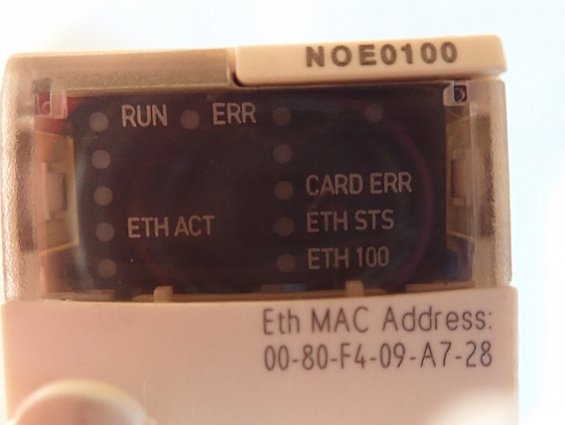 NOE0100
RUN ERR
CARD ERR
ETH ACT ETH STS
ETH 100
Eth MAC Address:
00-80-F4-09-A7-28